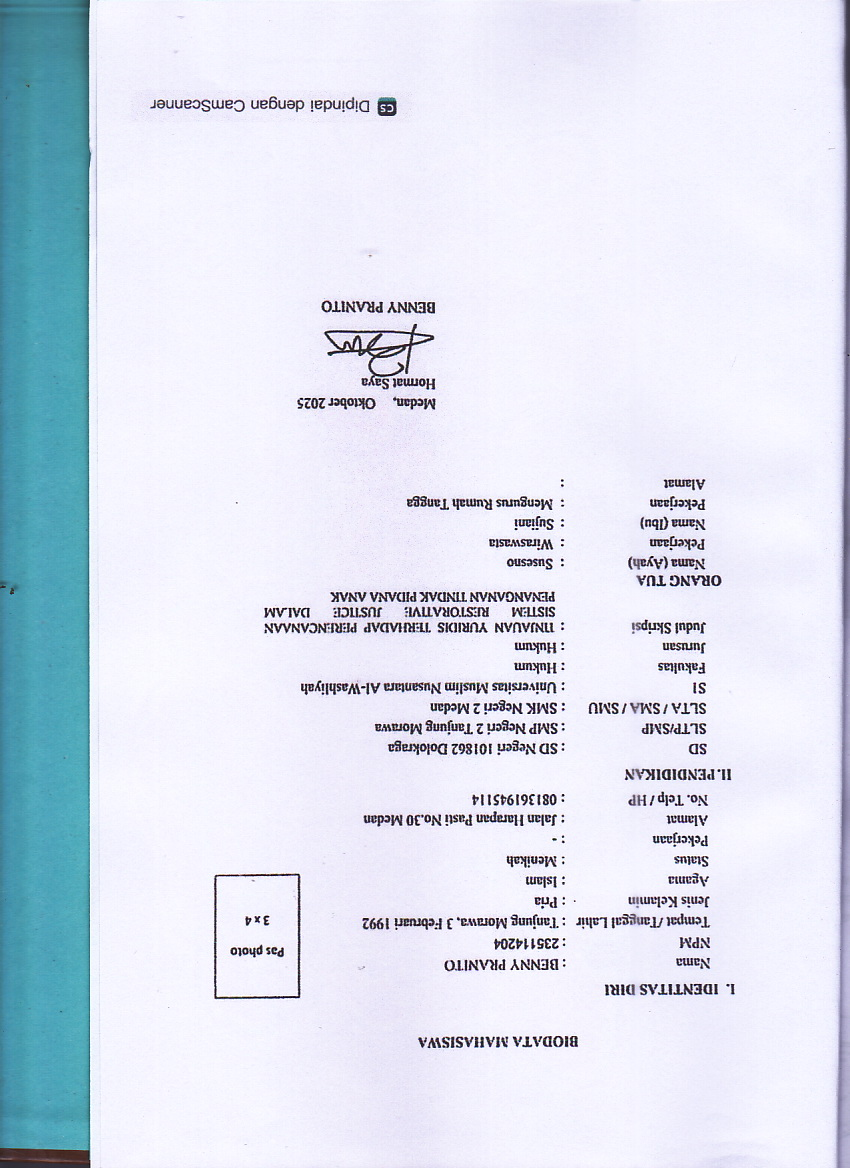 BIODATA MAHASISWA
I. IDENTITAS DIRI
Nama : BENNY PRANITO
NPM : 235114204
Tempat /Tanggal Lahir : Tanjung Morawa, 3 Februari 1992
Jenis Kelamin : Pria
Agama : Islam
Status : Menikah
Pekerjaan : -
Alamat : Jalan Harapan Pasti No.30 Medan
No. Telp / HP : 081361945114
Pas photo
3 x 4
II.PENDIDIKAN
SD : SD Negeri 101862 Dolokragu
SLTP/SMP : SMP Negeri 2 Tanjung Morawa
SLTA / SMA / SMU : SMK Negeri 2 Medan
S1 : Universitas Muslim Nusantara Al-Washliyah
Fakultas : Hukum
Jurusan : Hukum
Judul Skripsi : TINJAUAN YURIDIS TERHADAP PERENCANAAN
SISTEM RESTORATIVE JUSTICE DALAM
PENANGANAN TINDAK PIDANA ANAK
ORANG TUA
Nama (Ayah) : Susesno
Pekerjaan : Wiraswasta
Nama (Ibu) : Sujiani
Pekerjaan : Mengurus Rumah Tangga
Alamat :
Medan, Oktober 2025
Hormat Saya
BENNY PRANITO
CS Dipindai dengan CamScanner